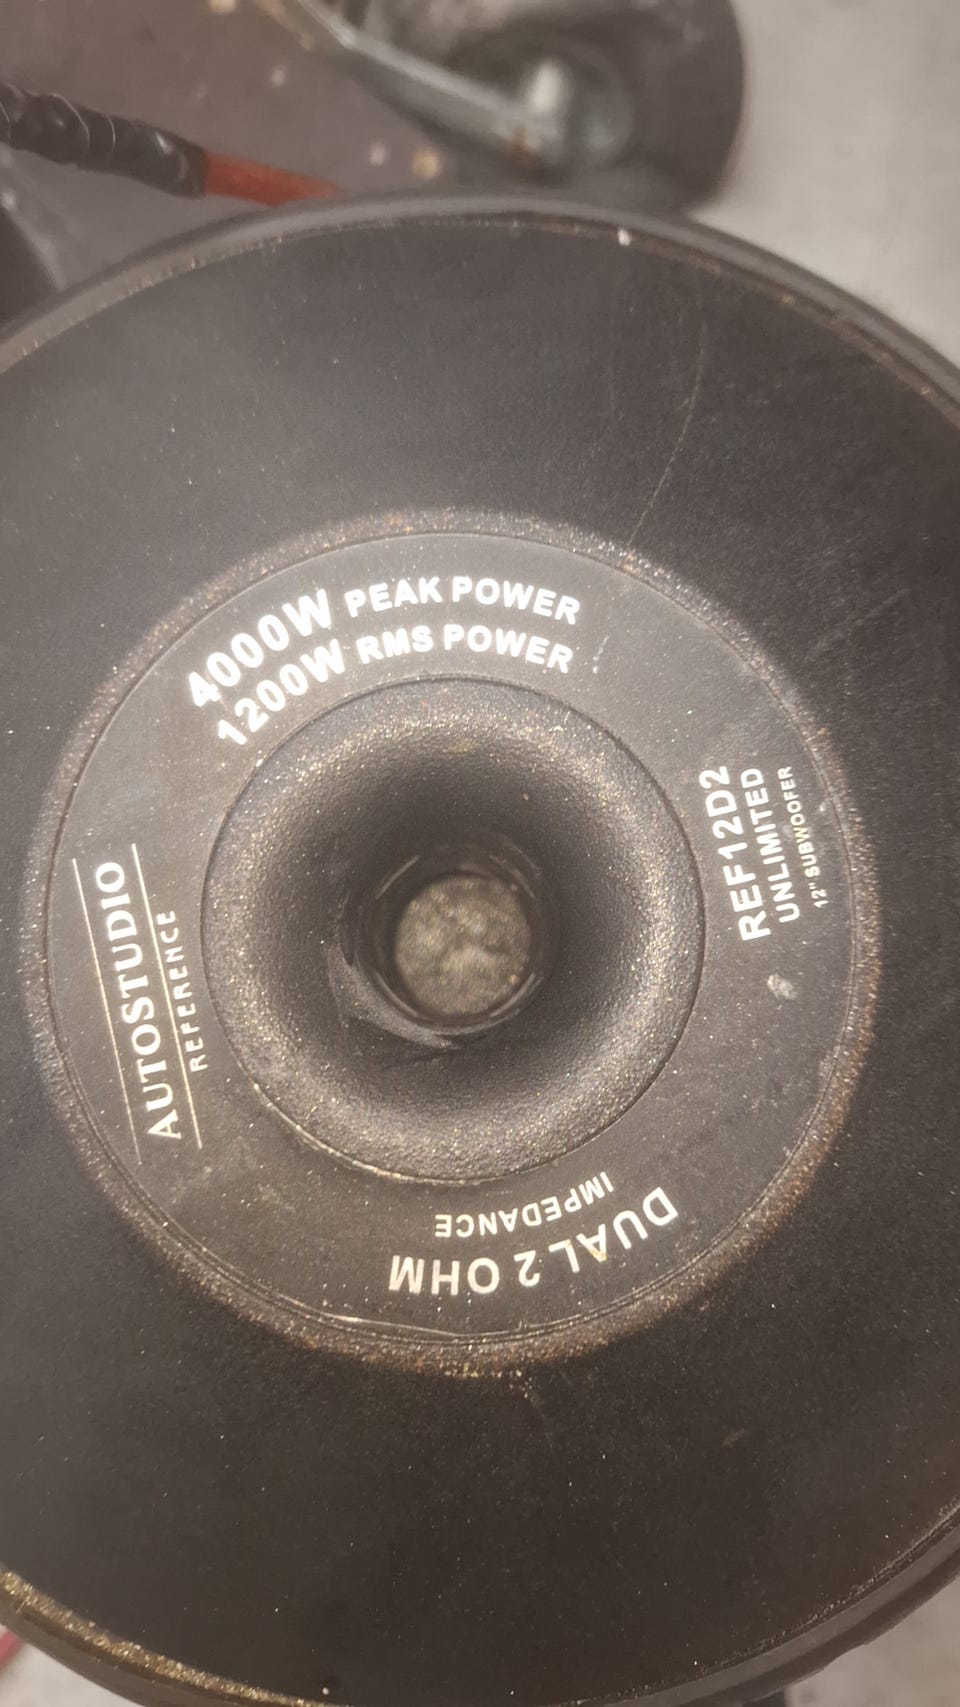 4000W PEAK POWER
1200W RMS POWER
REF12D2
UNLIMITED
12" SUBWOOFER
DUAL 2 OHM
IMPEDANCE
AUTOSTUDIO
REFERENCE